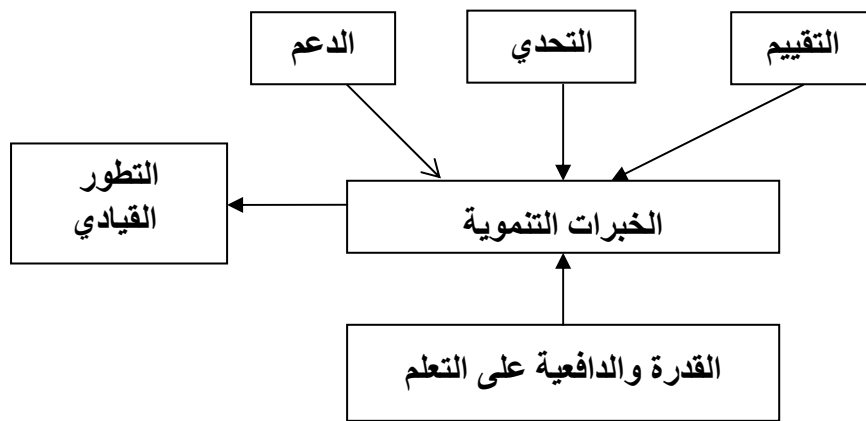 التقييم
التحدي
الدعم
التطور
القيادي
الخبرات التنموية
القدرة والدافعية على التعلم